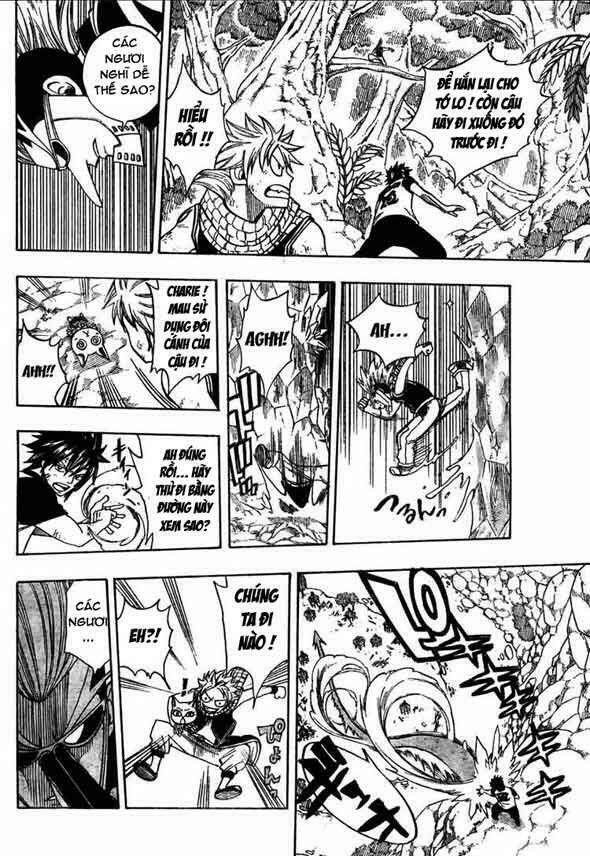 ĐỂ HẮN LẠI CHO
TỚ LO ! CÒN CẬU
HÃY ĐI XUỐNG ĐÓ
TRƯỚC ĐI !
HIỂU
RỒI !!
CÁC
NGƯƠI
NGHĨ DỄ
THẾ SAO?
AH...
AGHH!
CHARIE !
MAU SỬ
DỤNG ĐÔI
CÁNH CỦA
CẬU ĐI !
AHH!!
AH ĐÚNG
RỒI... HÃY
THỬ ĐI BẰNG
ĐƯỜNG NÀY
XEM SAO?
CHÚNG
TA ĐI
NÀO !
EH?!
CÁC
NGƯƠI
...